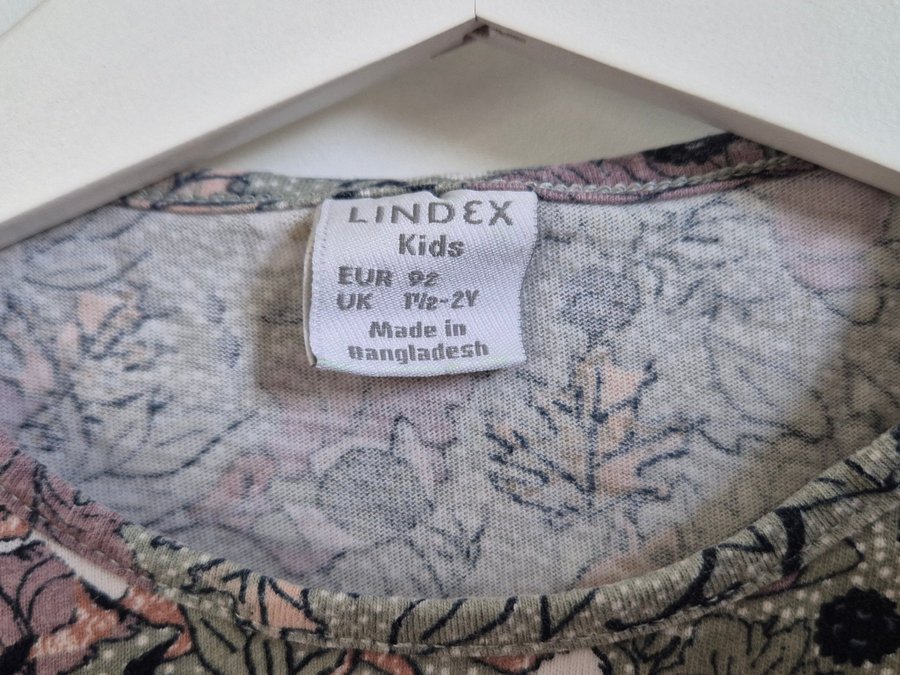 LINDEX
Kids
EUR 92
UK 1½-2Y
Made in
Bangladesh